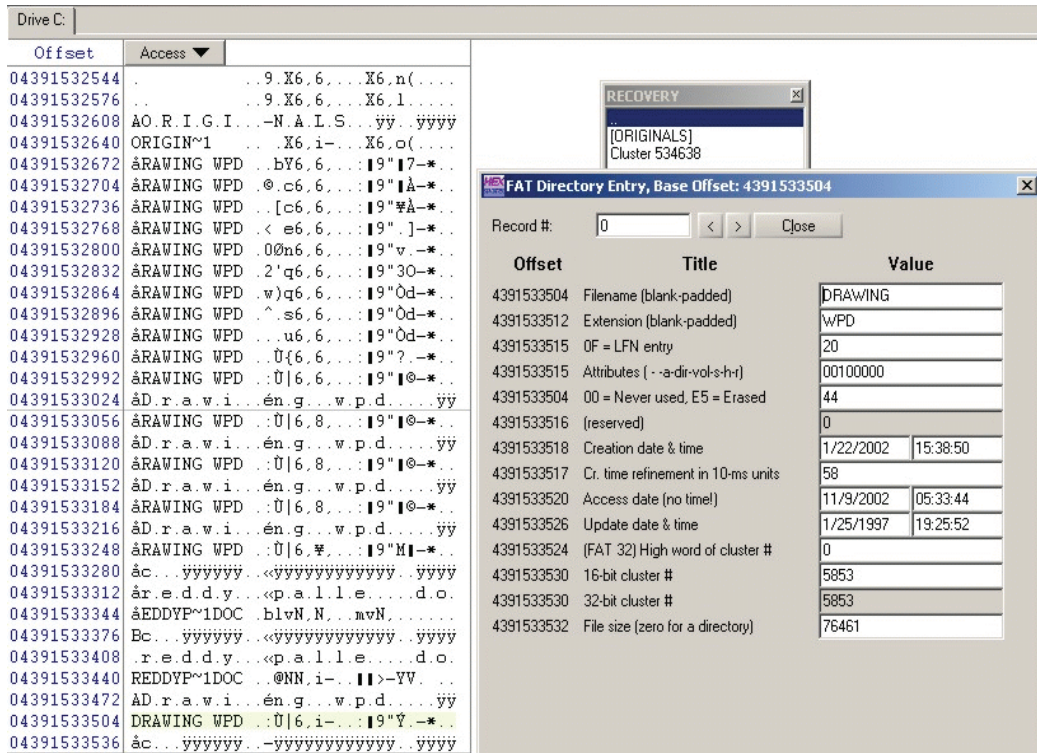 Drive C:
Offset Access ▼
04391532544 . ..9.X6,6,...X6,n(....
04391532576 .. ..9.X6,6,...X6,l.....
04391532608 AO.R.I.G.I...-N.A.L.S...ÿÿ..ÿÿÿÿ
04391532640 ORIGIN~1 .. .X6,i-...X6,o(....
04391532672 åRAWING WPD ..bY6,6,...:▮9"▮7-*..
04391532704 åRAWING WPD .@.c6,6,...:▮9"▮À-*..
04391532736 åRAWING WPD ..[c6,6,...:▮9"¥À-*..
04391532768 åRAWING WPD .< e6,6,...:▮9".]-*..
04391532800 åRAWING WPD .0Øn6,6,...:▮9"v.-*..
04391532832 åRAWING WPD .2'q6,6,...:▮9"3O-*..
04391532864 åRAWING WPD .w)q6,6,...:▮9"Òd-*..
04391532896 åRAWING WPD .^.s6,6,...:▮9"Òd-*..
04391532928 åRAWING WPD ...u6,6,...:▮9"Òd-*..
04391532960 åRAWING WPD ..Ù{6,6,...:▮9"?.-*..
04391532992 åRAWING WPD .:Ù|6,6,...:▮9"▮©-*..
04391533024 åD.r.a.w.i...én.g...w.p.d.....ÿÿ
04391533056 åRAWING WPD .:Ù|6,8,...:▮9"▮©-*..
04391533088 åD.r.a.w.i...én.g...w.p.d.....ÿÿ
04391533120 åRAWING WPD .:Ù|6,8,...:▮9"▮©-*..
04391533152 åD.r.a.w.i...én.g...w.p.d.....ÿÿ
04391533184 åRAWING WPD .:Ù|6,8,...:▮9"▮©-*..
04391533216 åD.r.a.w.i...én.g...w.p.d.....ÿÿ
04391533248 åRAWING WPD .:Ù|6,¥,...:▮9"M▮-*..
04391533280 åc...ÿÿÿÿÿÿ..«ÿÿÿÿÿÿÿÿÿÿÿÿ..ÿÿÿÿ
04391533312 år.e.d.d.y...«p.a.l.l.e.....d.o.
04391533344 åEDDYP~1DOC .blvN,N,..mvN,......
04391533376 Bc...ÿÿÿÿÿÿ..«ÿÿÿÿÿÿÿÿÿÿÿÿ..ÿÿÿÿ
04391533408 .r.e.d.d.y...«p.a.l.l.e.....d.o.
04391533440 REDDYP~1DOC ..@NN,i-..▮▮>-YV. ..
04391533472 AD.r.a.w.i...én.g...w.p.d.....ÿÿ
04391533504 DRAWING WPD .:Ù|6,i-..:▮9"Ý.-*..
04391533536 åc...ÿÿÿÿÿÿ..-ÿÿÿÿÿÿÿÿÿÿÿÿ..ÿÿÿÿ
RECOVERY
..
[ORIGINALS]
Cluster 534638
FAT Directory Entry, Base Offset: 4391533504
Record #: 0 < > Close
Offset Title Value
4391533504 Filename (blank-padded) DRAWING
4391533512 Extension (blank-padded) WPD
4391533515 0F = LFN entry 20
4391533515 Attributes ( - -a-dir-vol-s-h-r) 00100000
4391533504 00 = Never used, E5 = Erased 44
4391533516 (reserved) 0
4391533518 Creation date & time 1/22/2002 15:38:50
4391533517 Cr. time refinement in 10-ms units 58
4391533520 Access date (no time!) 11/9/2002 05:33:44
4391533526 Update date & time 1/25/1997 19:25:52
4391533524 (FAT 32) High word of cluster # 0
4391533530 16-bit cluster # 5853
4391533530 32-bit cluster # 5853
4391533532 File size (zero for a directory) 76461